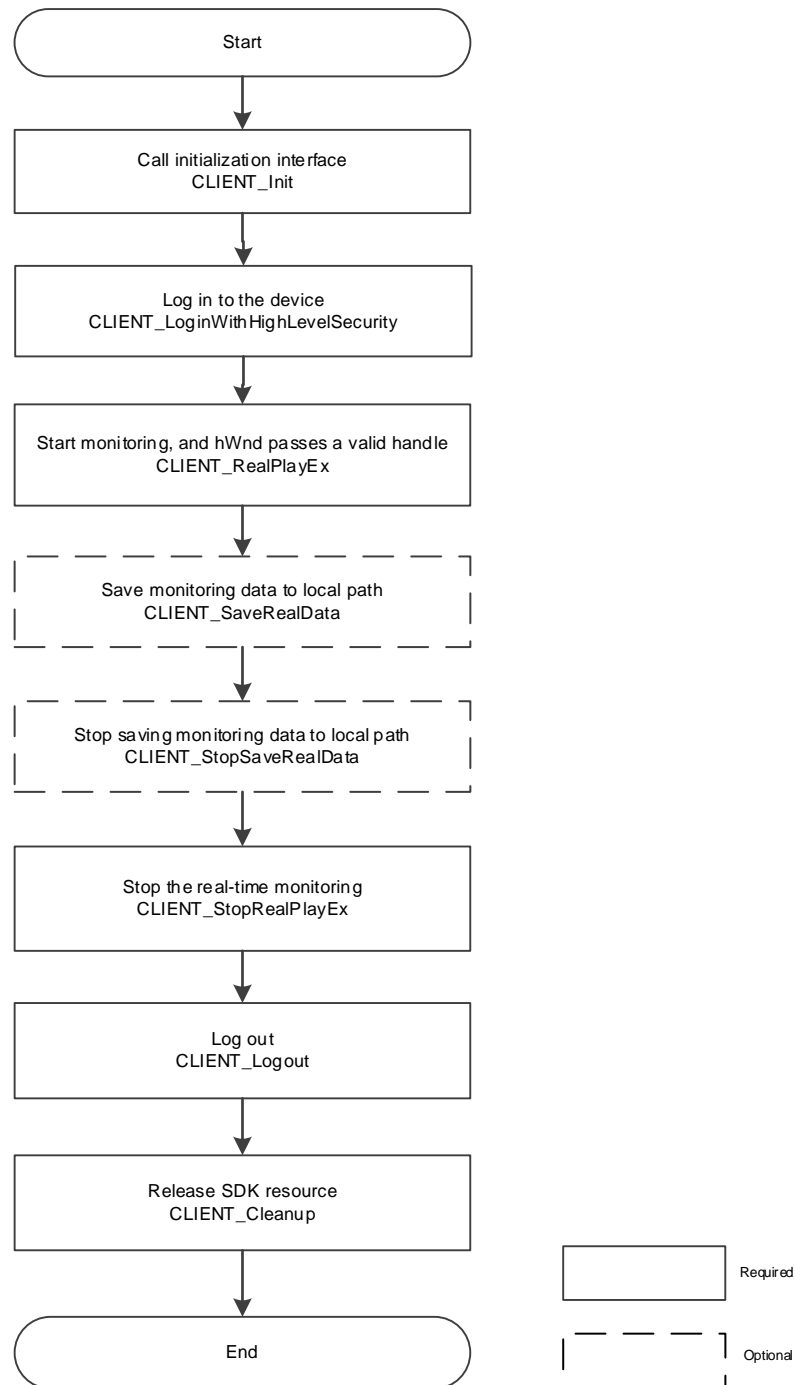 Start
Call initialization interface
CLIENT_Init
Log in to the device
CLIENT_LoginWithHighLevelSecurity
Start monitoring, and hWnd passes a valid handle
CLIENT_RealPlayEx
Save monitoring data to local path
CLIENT_SaveRealData
Stop saving monitoring data to local path
CLIENT_StopSaveRealData
Stop the real-time monitoring
CLIENT_StopRealPlayEx
Log out
CLIENT_Logout
Release SDK resource
CLIENT_Cleanup
Required
End
Optional